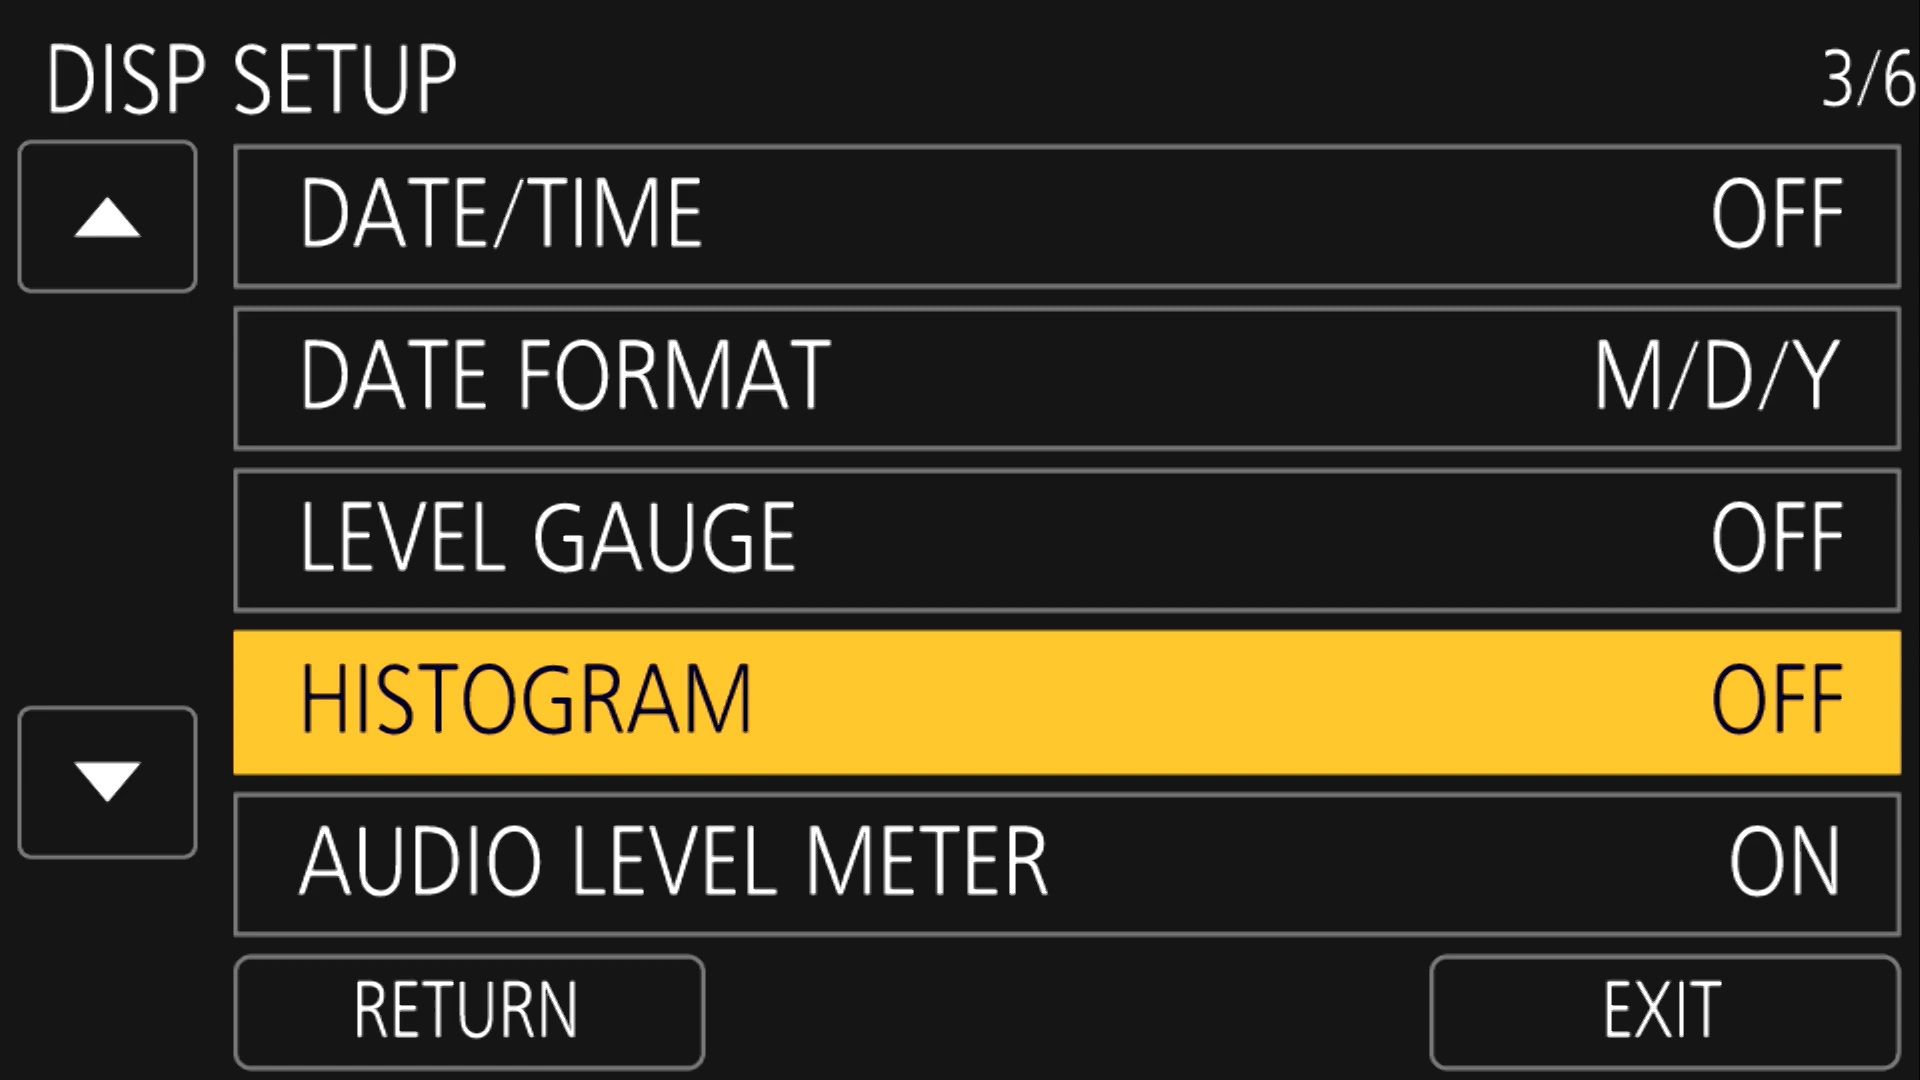 DISP SETUP 3/6
DATE/TIME OFF
DATE FORMAT M/D/Y
LEVEL GAUGE OFF
HISTOGRAM OFF
AUDIO LEVEL METER ON
RETURN EXIT